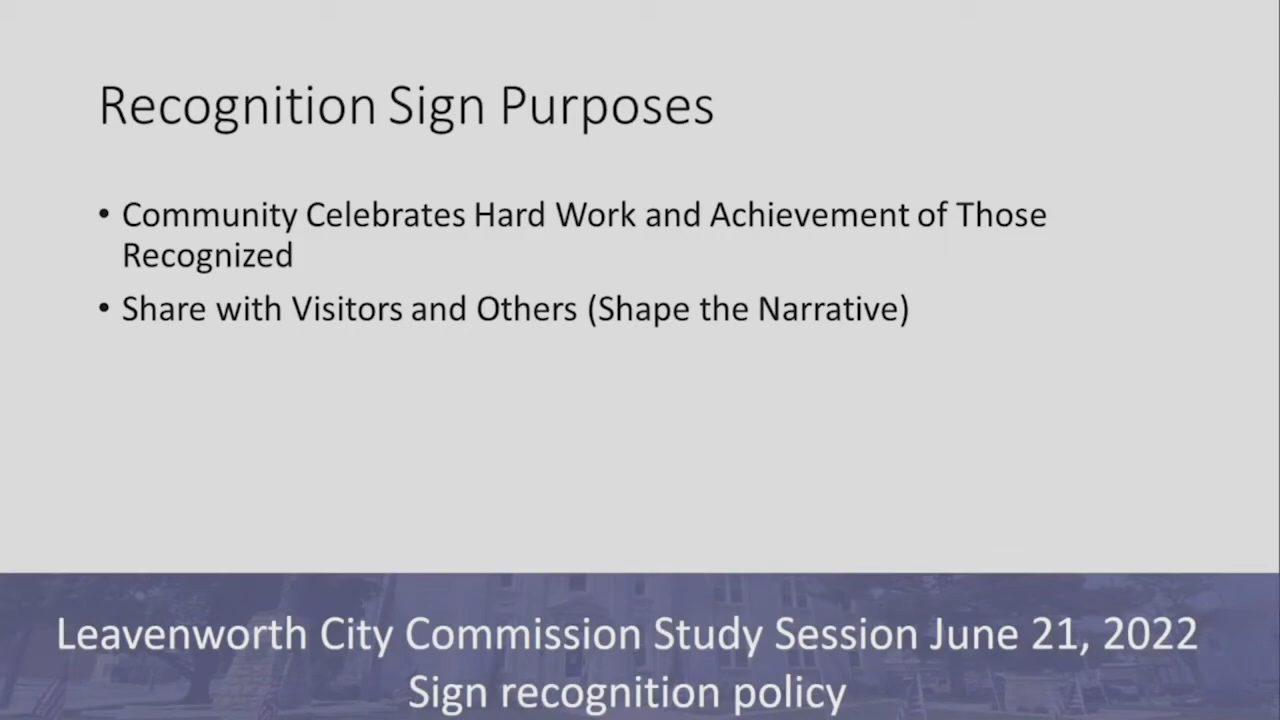 Recognition Sign Purposes
• Community Celebrates Hard Work and Achievement of Those
Recognized
• Share with Visitors and Others (Shape the Narrative)
Leavenworth City Commission Study Session June 21, 2022
Sign recognition policy